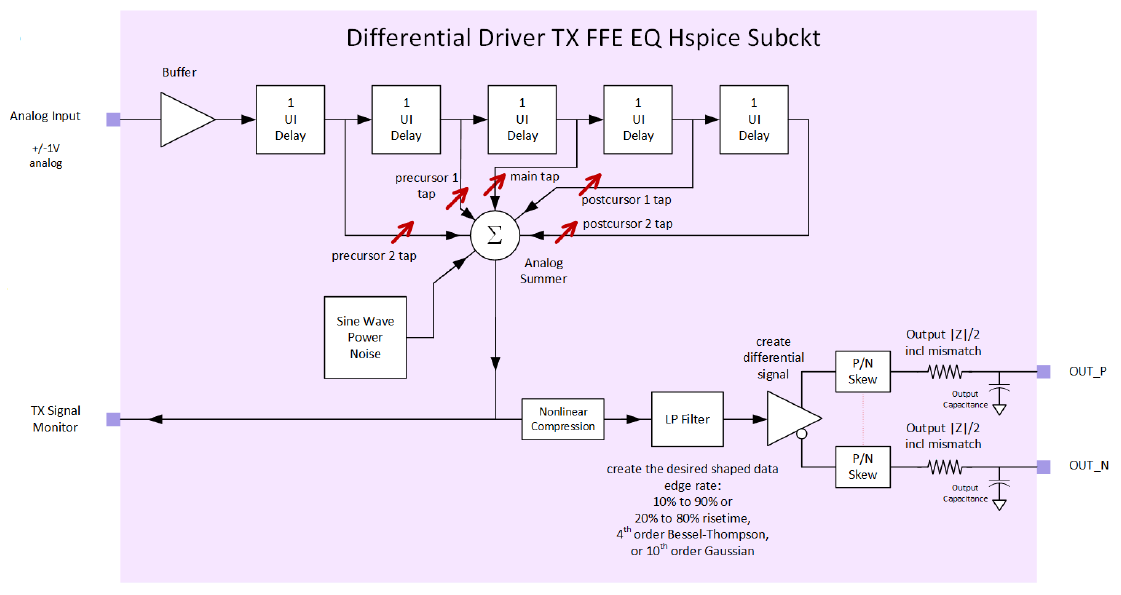 Differential Driver TX FFE EQ Hspice Subckt
Buffer
Analog Input
+/-1V
analog
1
UI
Delay
1
UI
Delay
1
UI
Delay
1
UI
Delay
1
UI
Delay
precursor 1
tap
main tap
postcursor 1 tap
postcursor 2 tap
precursor 2 tap
Σ
Analog
Summer
Sine Wave
Power
Noise
TX Signal
Monitor
Nonlinear
Compression
LP Filter
create the desired shaped data
edge rate:
10% to 90% or
20% to 80% risetime,
4th order Bessel-Thompson,
or 10th order Gaussian
create
differential
signal
P/N
Skew
Output |Z|/2
incl mismatch
Output
Capacitance
OUT_P
P/N
Skew
Output |Z|/2
incl mismatch
Output
Capacitance
OUT_N